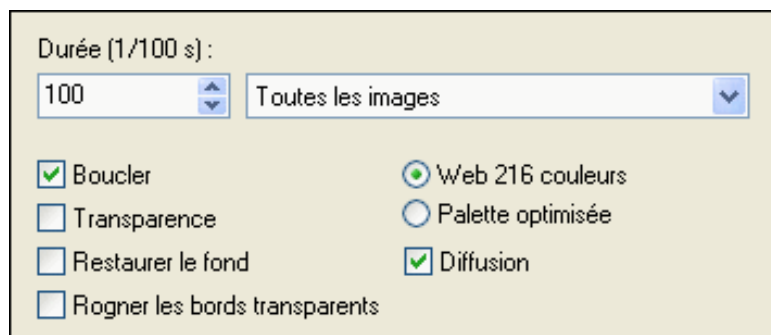 Durée (1/100 s) :
100
Toutes les images
Boucler
Web 216 couleurs
Transparence
Palette optimisée
Restaurer le fond
Diffusion
Rogner les bords transparents